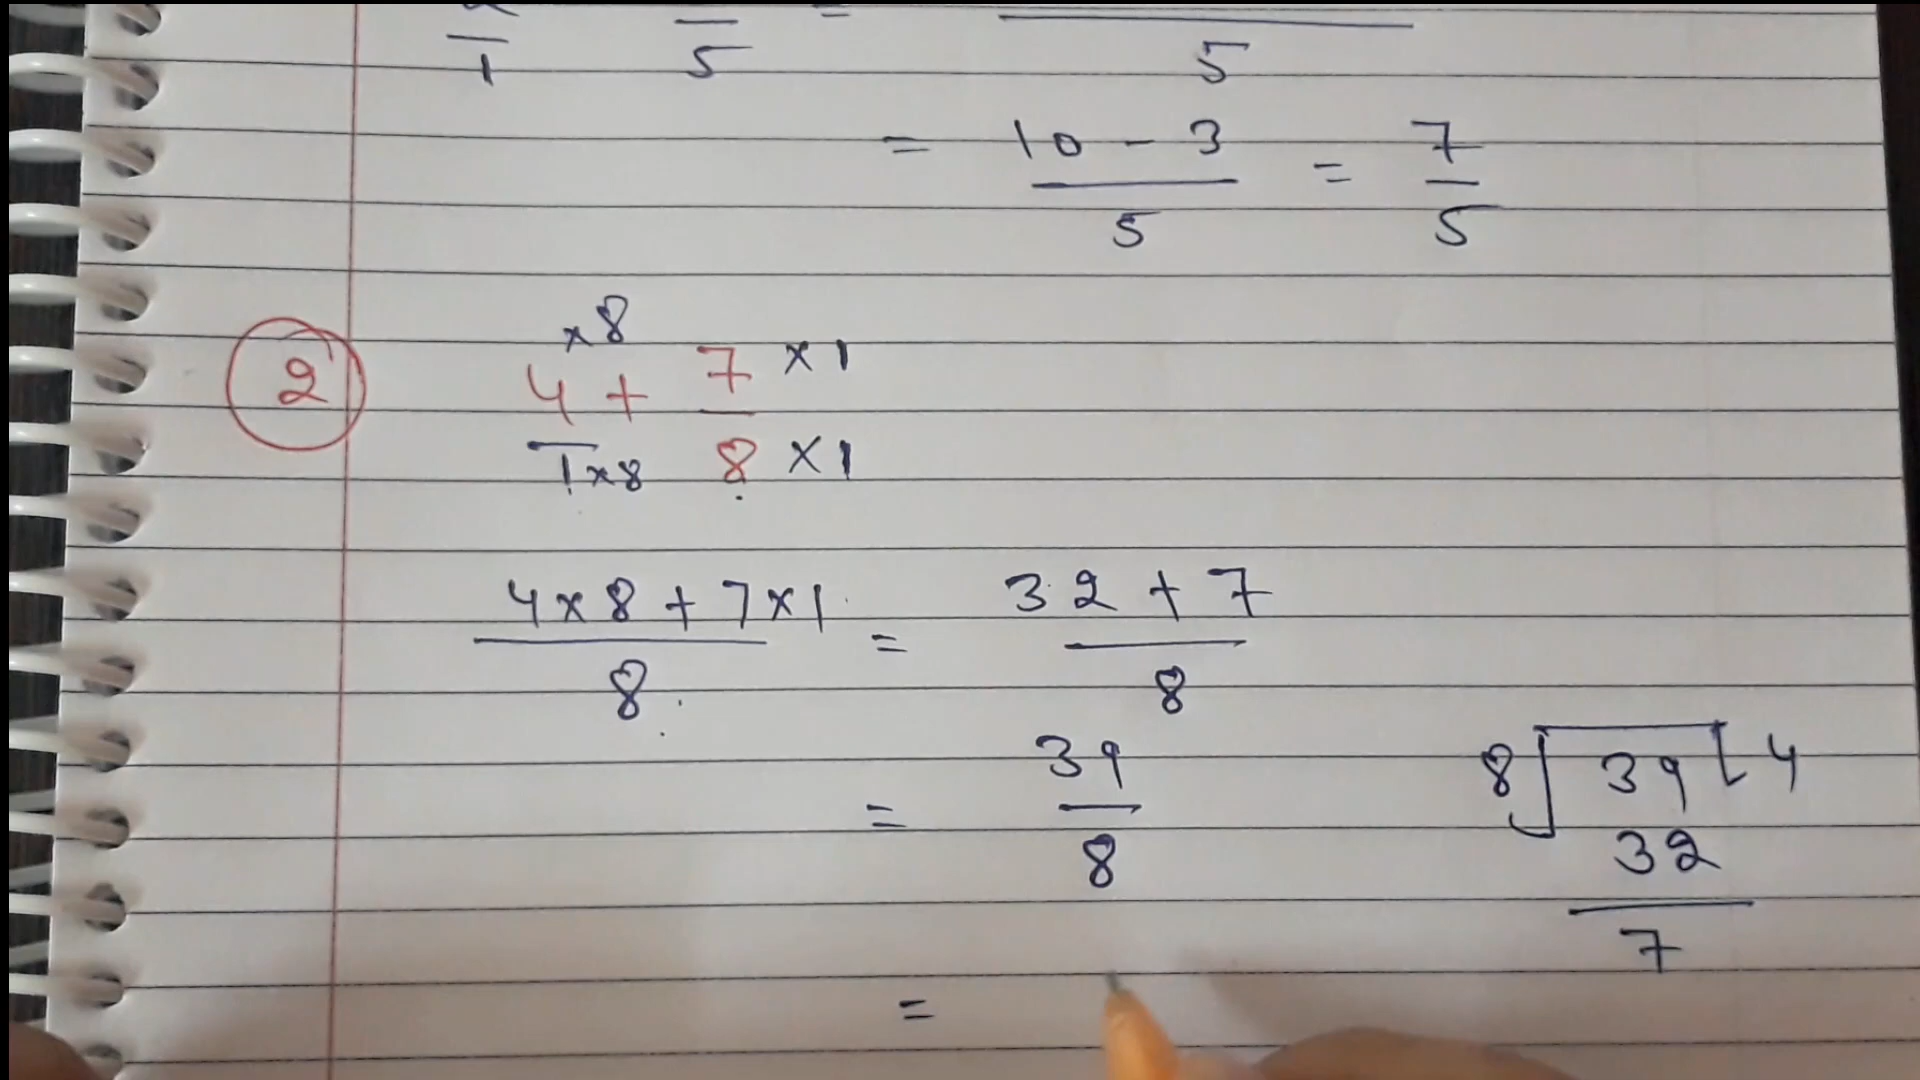 1 5 = 5
= 10 - 3 / 5 = 7 / 5
2
×8
4 + 7 ×1
1×8 8 ×1
4×8+7×1 / 8 = 32+7 / 8
= 39 / 8
8 39 4
32
7
=